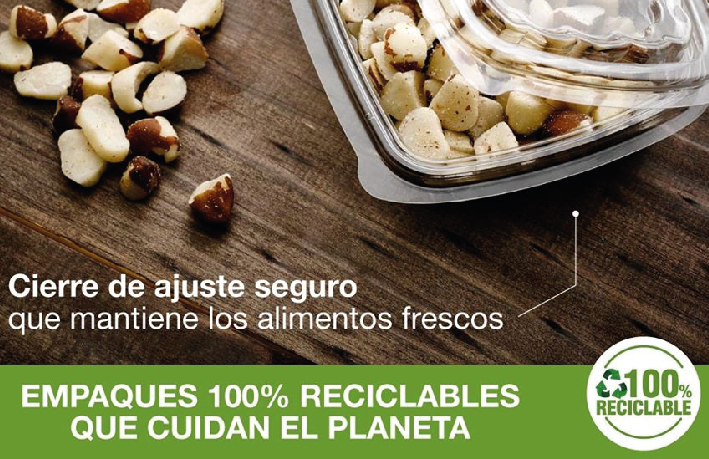 Cierre de ajuste seguro
que mantiene los alimentos frescos
EMPAQUES 100% RECICLABLES
QUE CUIDAN EL PLANETA
100%
RECICLABLE